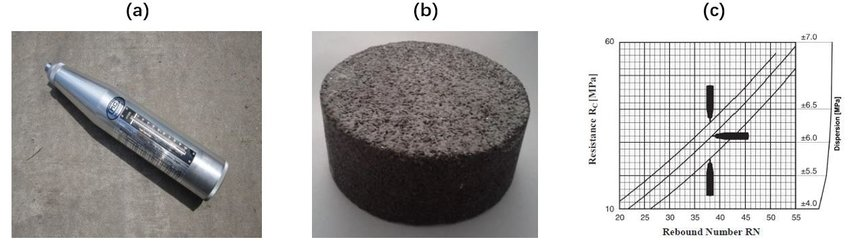 (a)
(b)
(c)
60
±7.0
±6.5
±6.0
±5.5
±4.0
10
20
25
30
35
40
45
50
55
Resistance Rc [MPa]
Dispersion [MPa]
Rebound Number RN